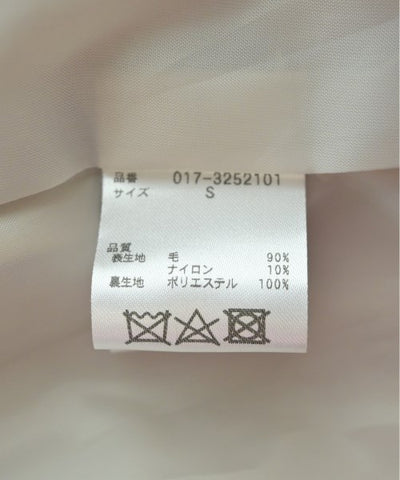 品番 017-3252101
サイズ S
品質
表生地 毛 90%
ナイロン 10%
裏生地 ポリエステル 100%